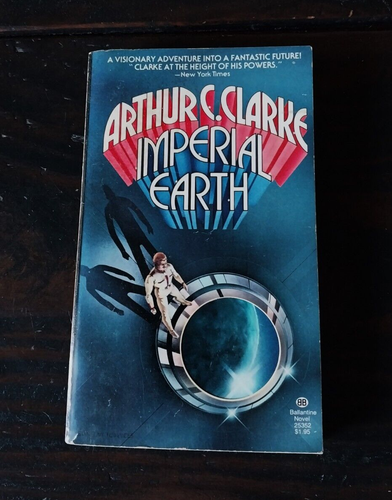 A VISIONARY ADVENTURE INTO A FANTASTIC FUTURE!
"CLARKE AT THE HEIGHT OF HIS POWERS."
—New York Times
ARTHUR C. CLARKE
IMPERIAL
EARTH
BB
Ballantine
Novel
25352
$1.95